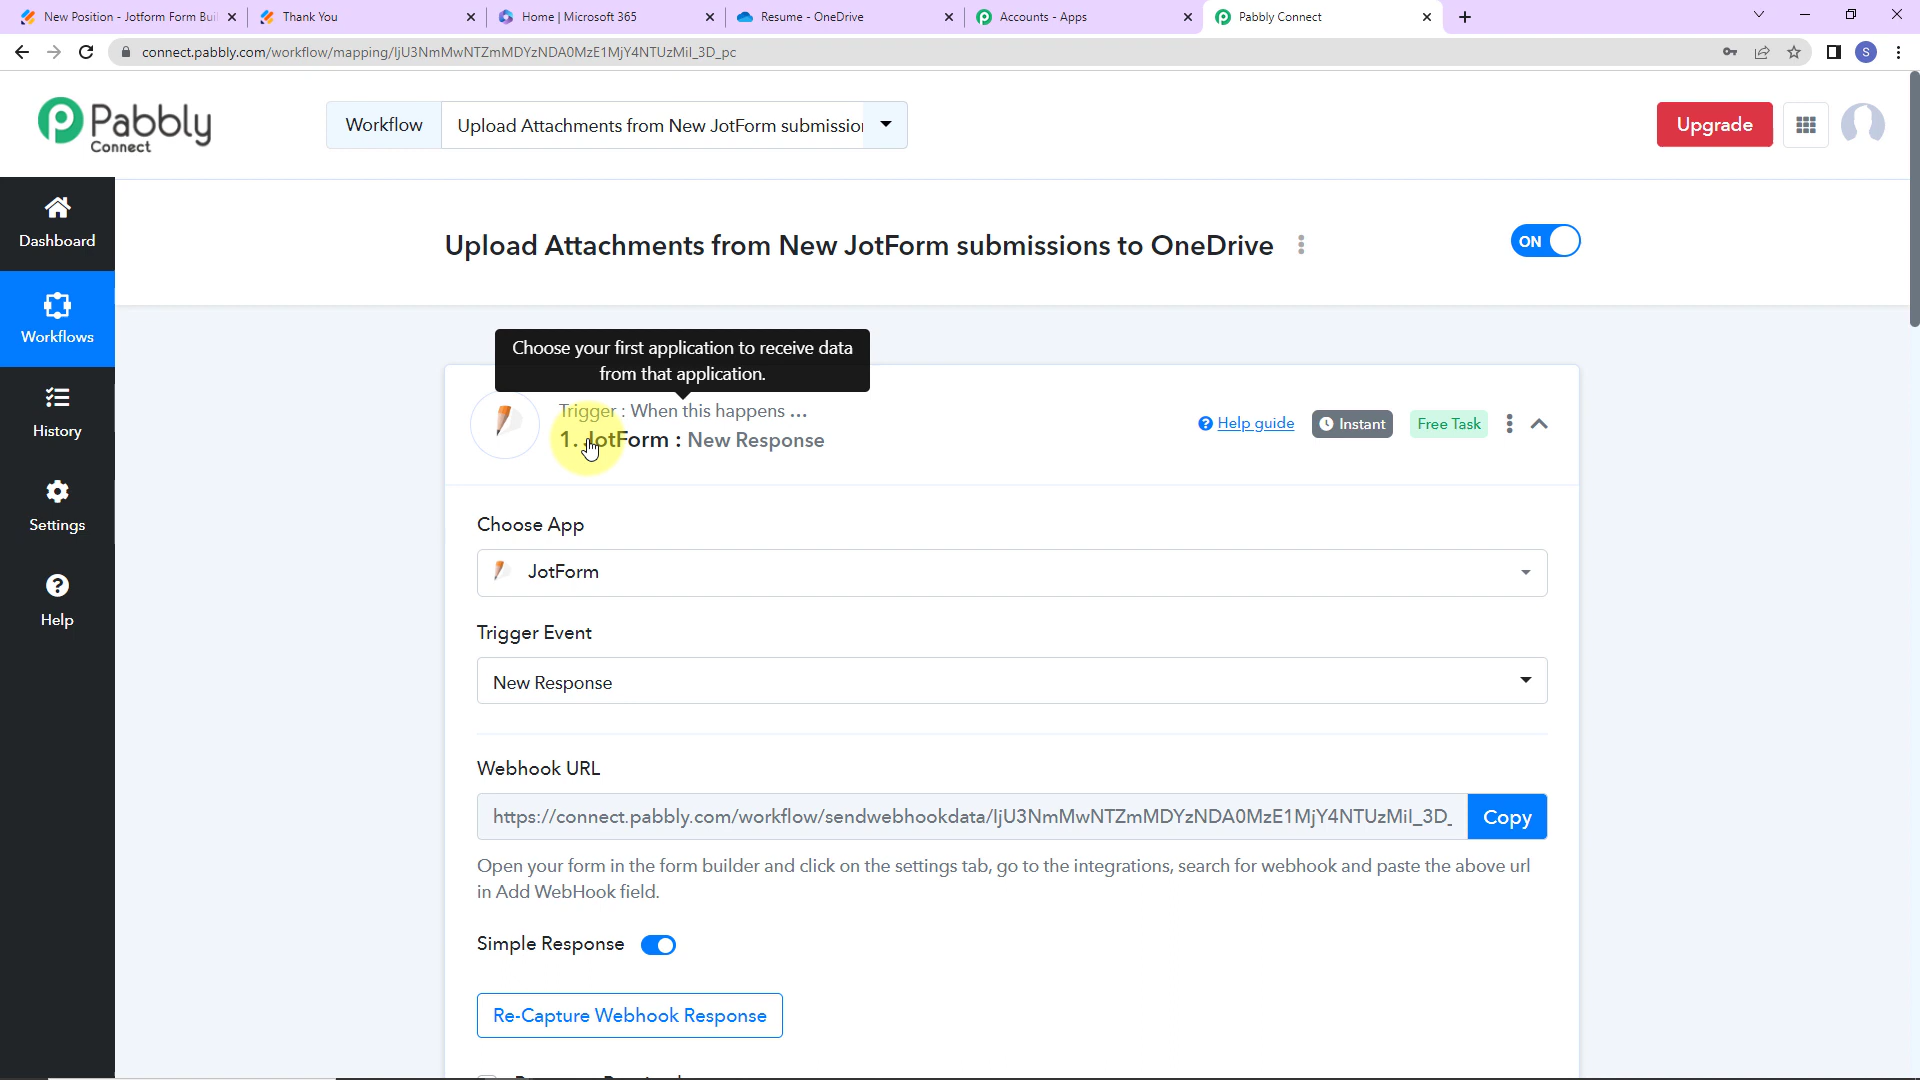 New Position - Jotform Form Buil
Thank You
Home | Microsoft 365
Resume - OneDrive
Accounts - Apps
Pabbly Connect
connect.pabbly.com/workflow/mapping/IjU3NmMwNTZmMDYzNDA0MzE1MjY4NTUzMiI_3D_pc
S
Pabbly
Connect
Workflow
Upload Attachments from New JotForm submission
Upgrade
Dashboard
Workflows
History
Settings
Help
Upload Attachments from New JotForm submissions to OneDrive
ON
Choose your first application to receive data
from that application.
Trigger : When this happens ...
1. JotForm : New Response
Help guide
Instant
Free Task
Choose App
JotForm
Trigger Event
New Response
Webhook URL
https://connect.pabbly.com/workflow/sendwebhookdata/IjU3NmMwNTZmMDYzNDA0MzE1MjY4NTUzMiI_3D_
Copy
Open your form in the form builder and click on the settings tab, go to the integrations, search for webhook and paste the above url
in Add WebHook field.
Simple Response
Re-Capture Webhook Response